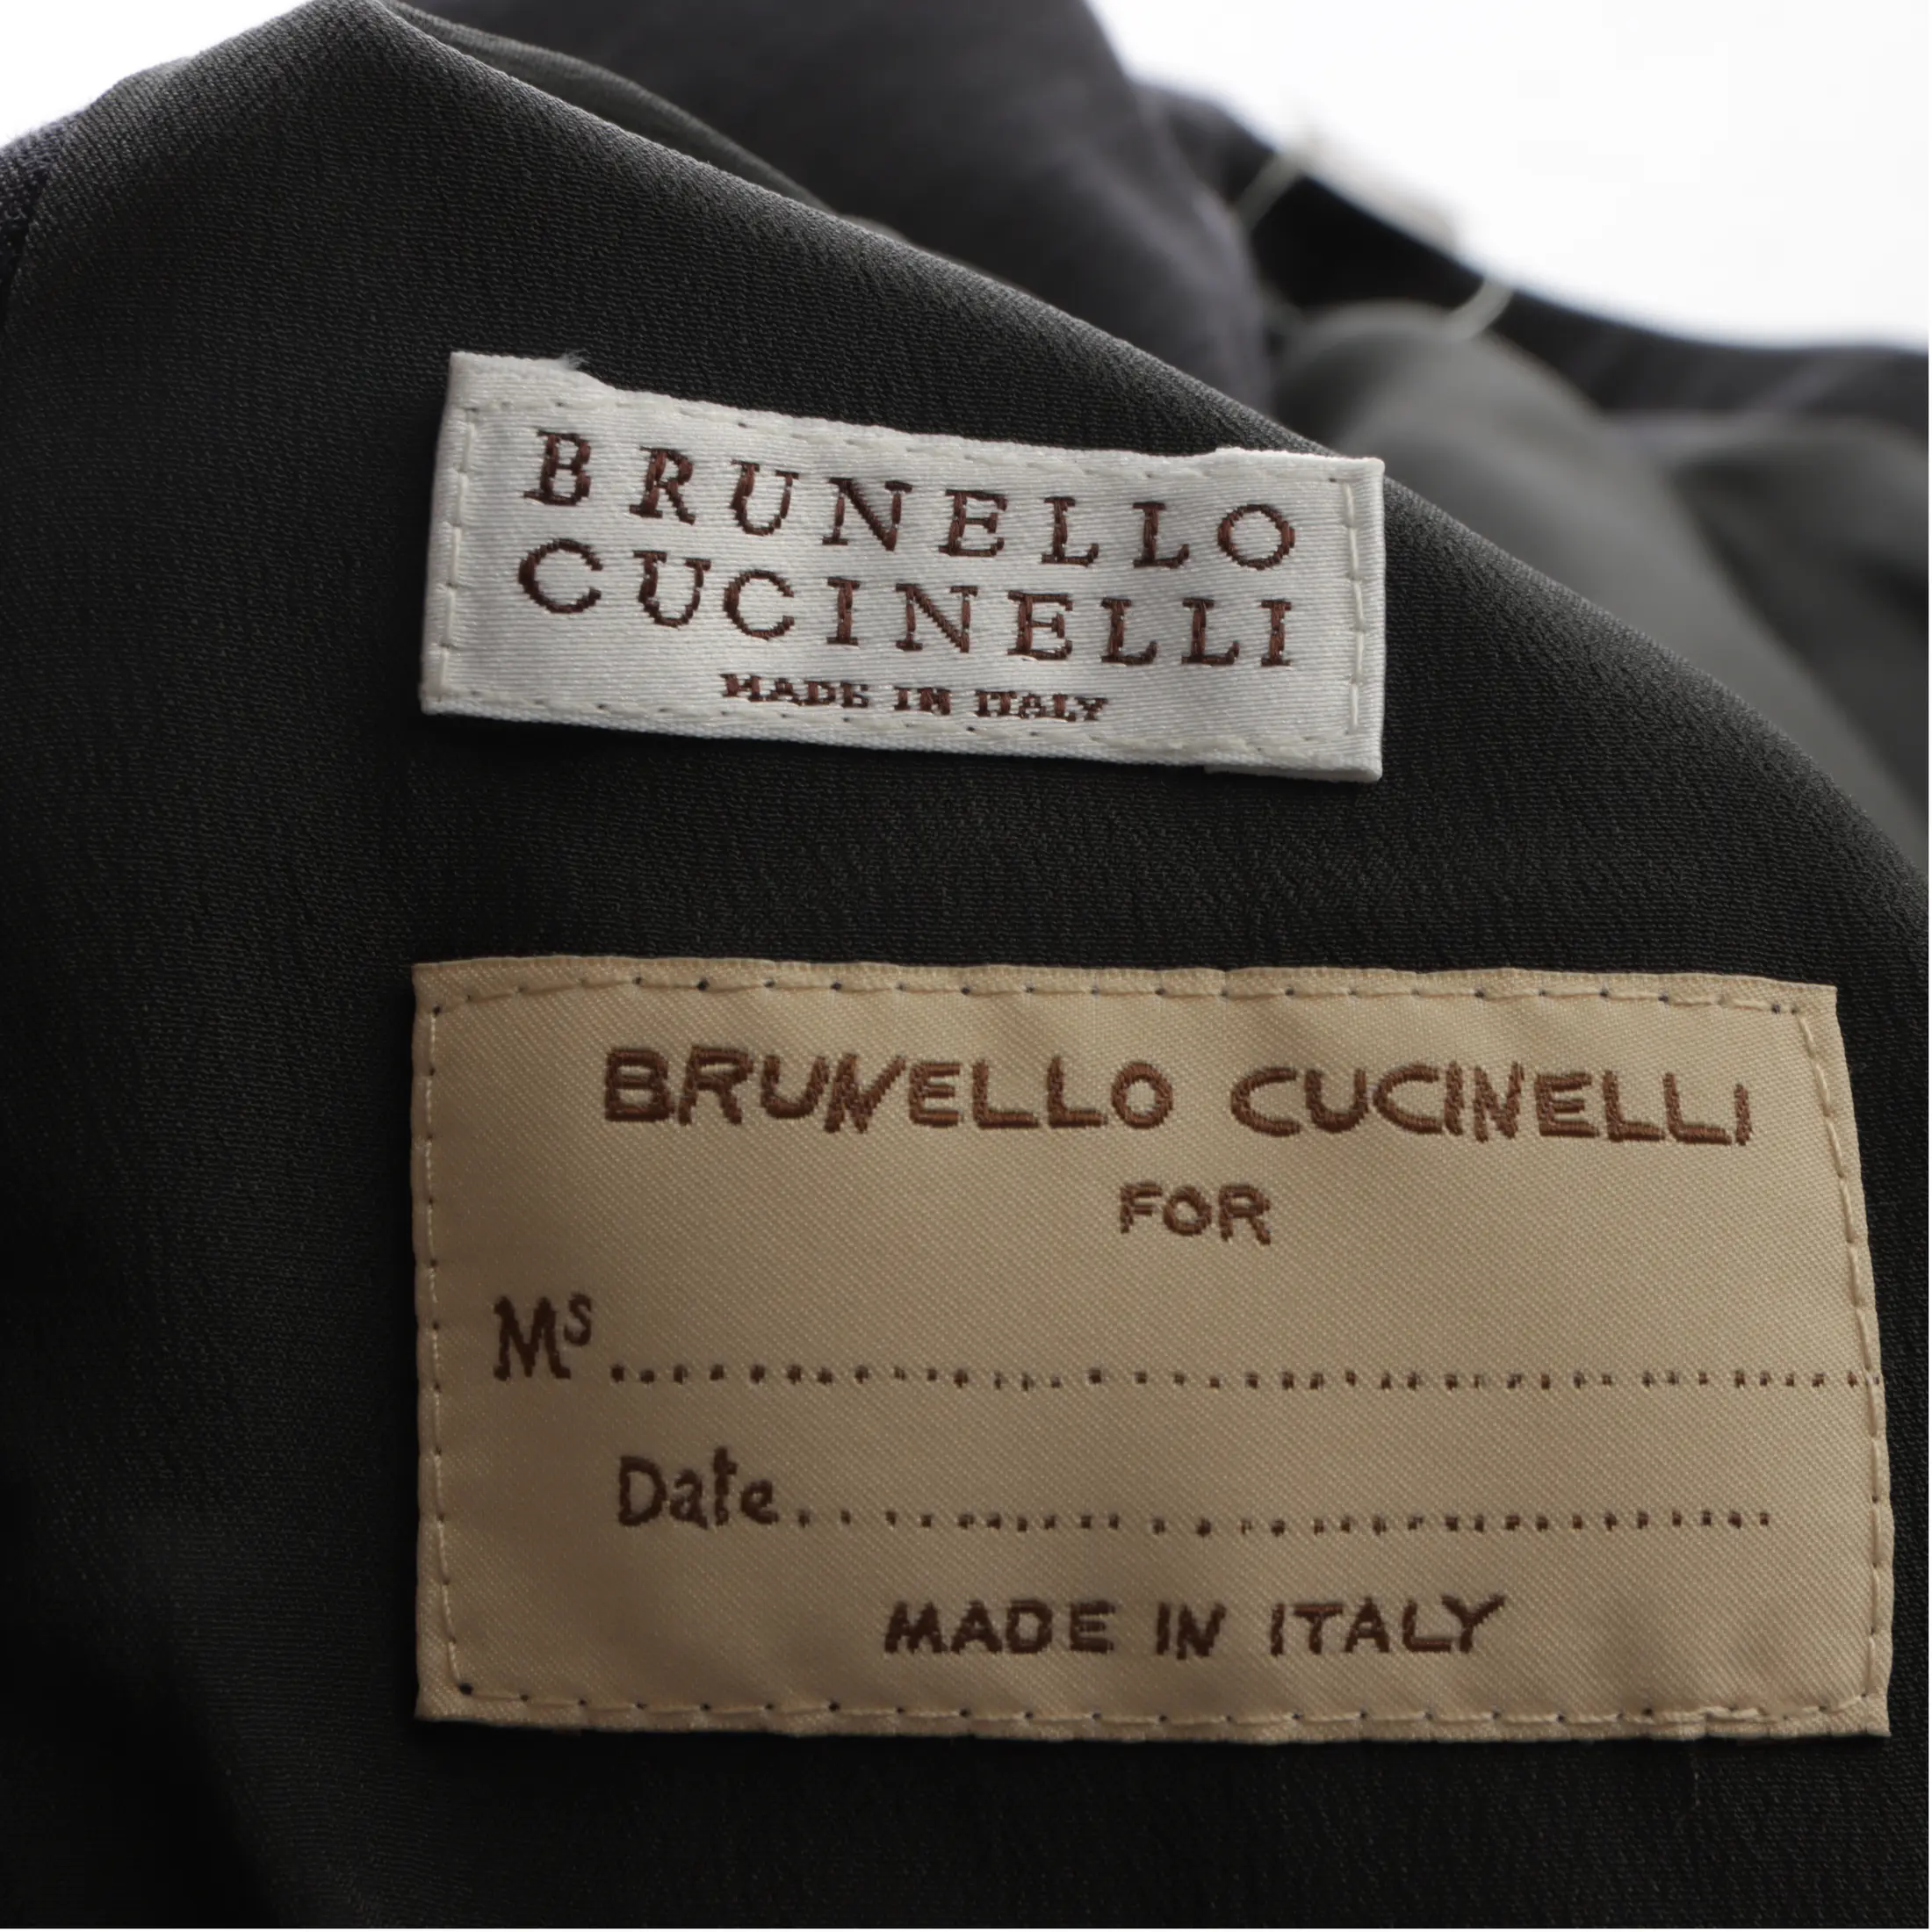 BRUNELLO
CUCINELLI
MADE IN ITALY
BRUNELLO CUCINELLI
FOR
Ms.......................................
Date...............................
MADE IN ITALY